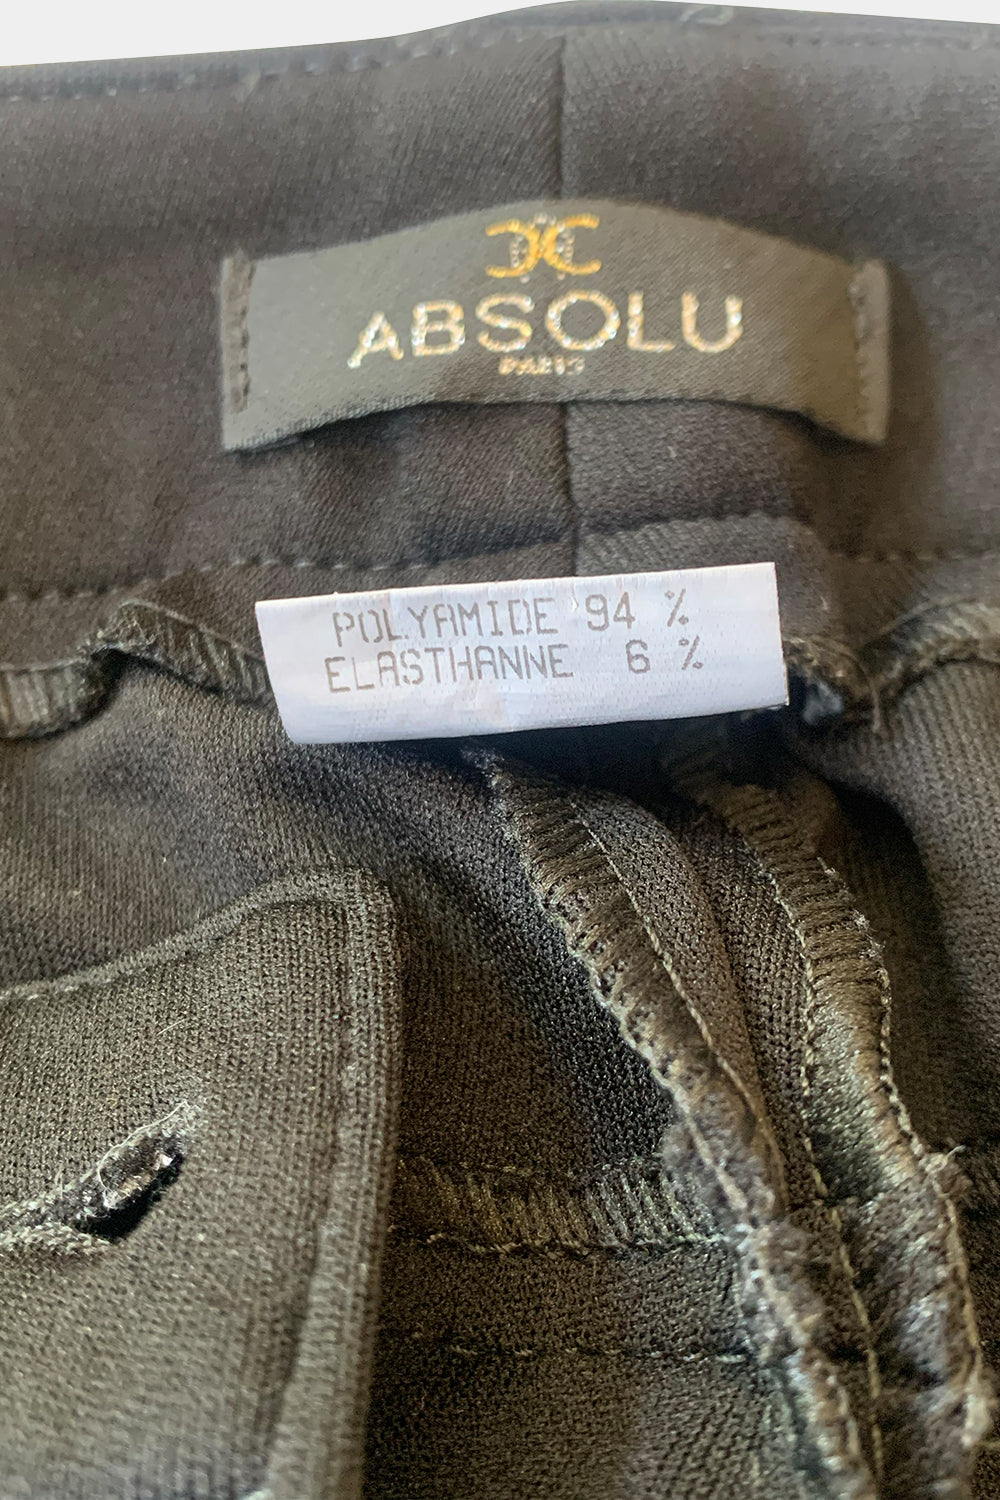 ABSOLU
PARIS
POLYAMIDE 94 %
ELASTHANNE 6 %